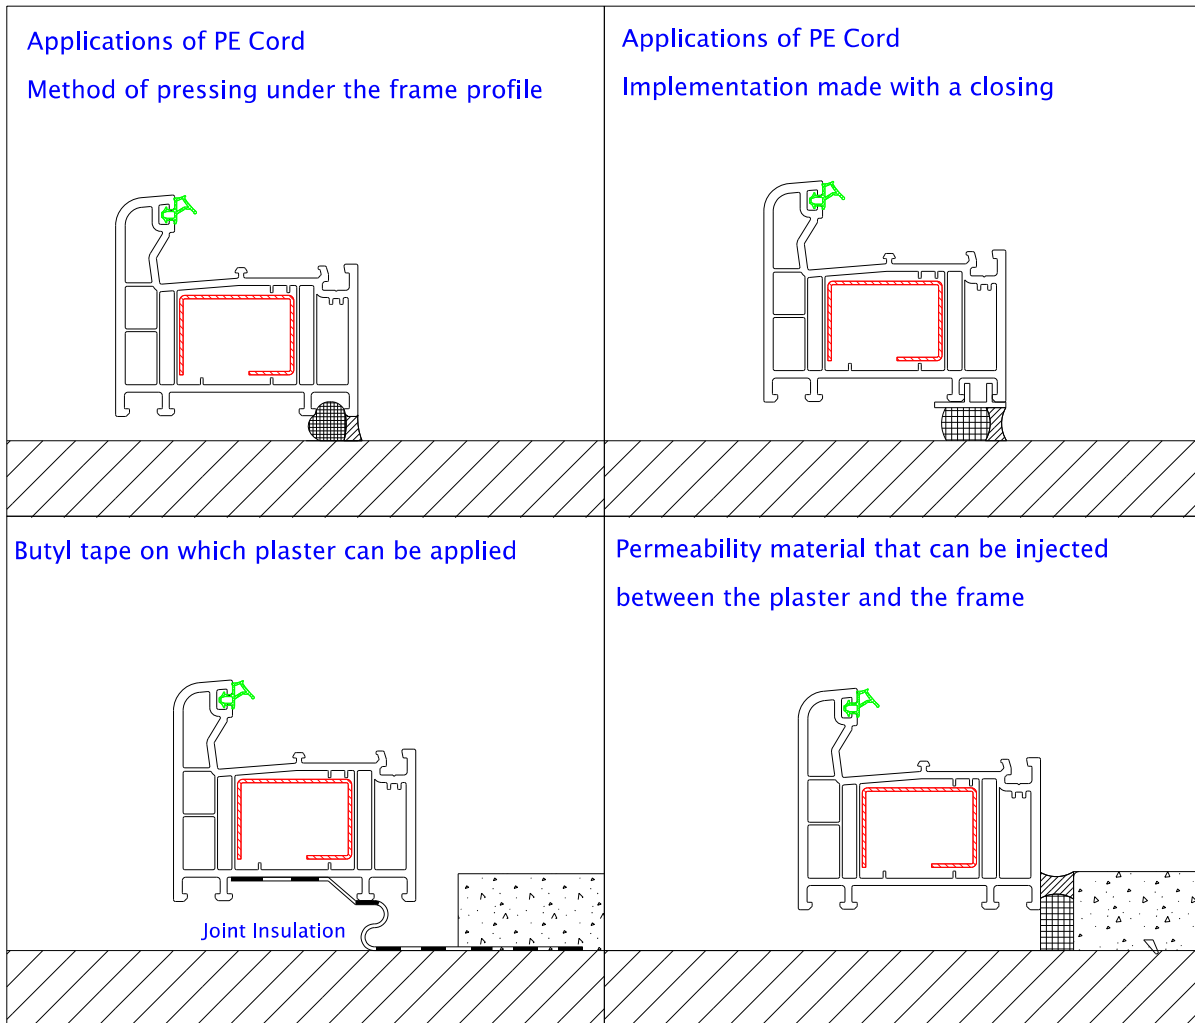 Applications of PE Cord
Method of pressing under the frame profile
Applications of PE Cord
Implementation made with a closing
Butyl tape on which plaster can be applied
Joint Insulation
Permeability material that can be injected
between the plaster and the frame